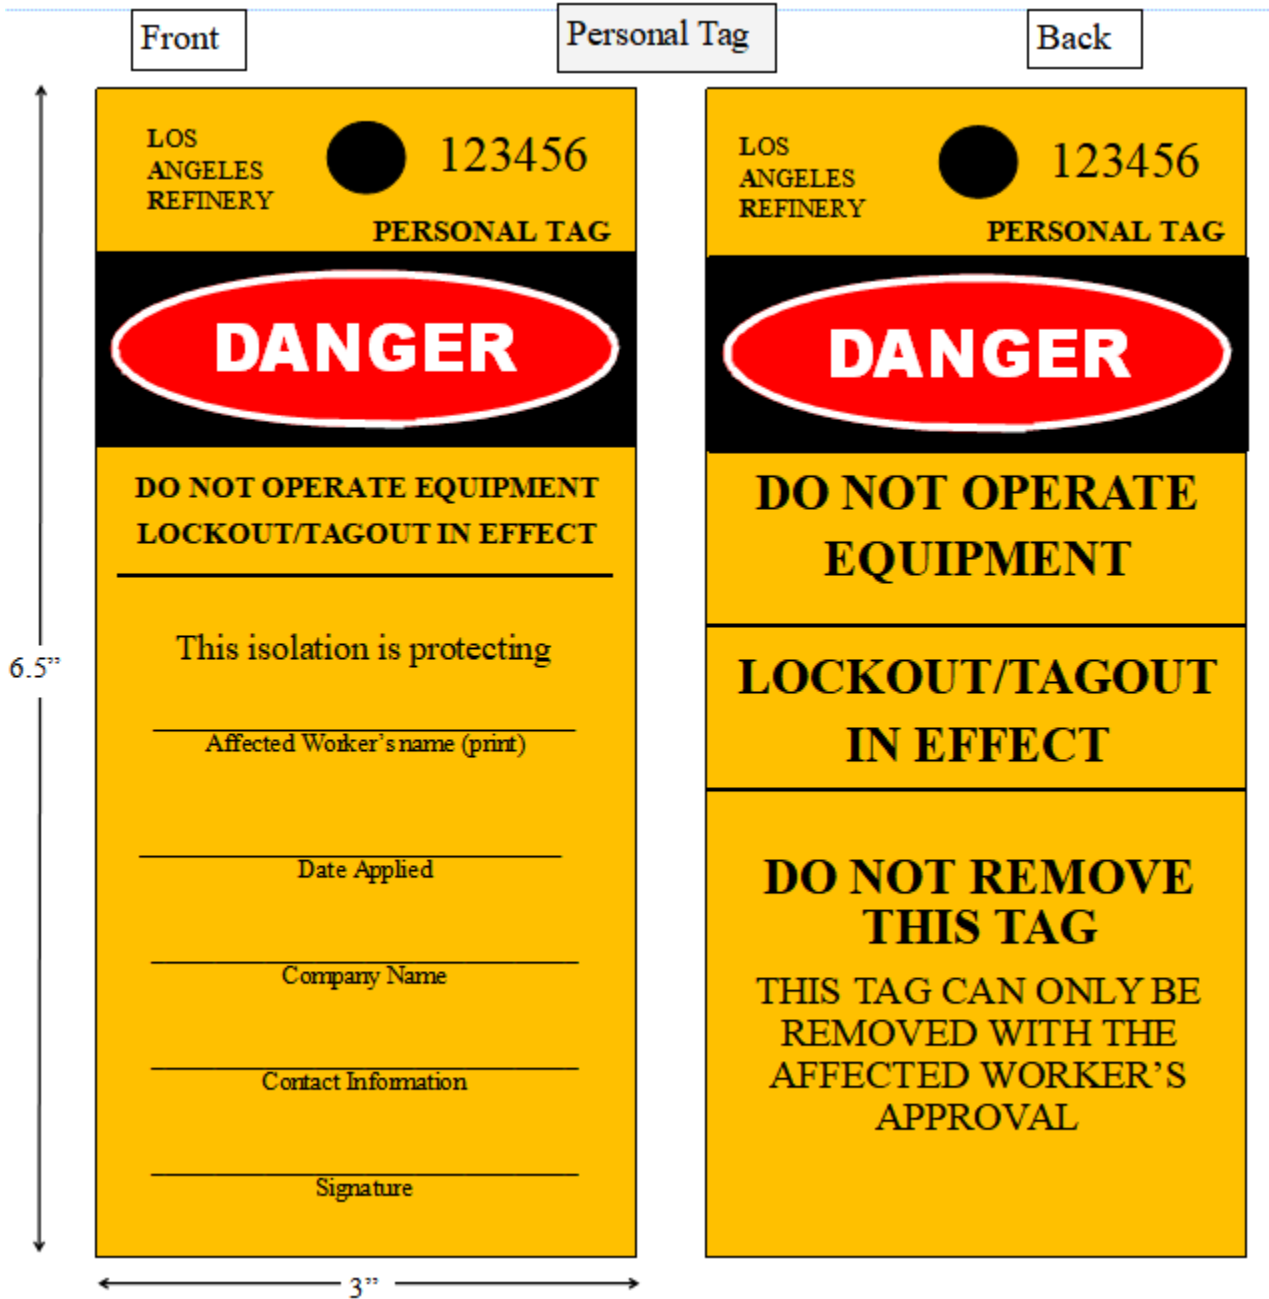 Front
Personal Tag
Back
LOS
ANGELES
REFINERY
123456
PERSONAL TAG
DANGER
DO NOT OPERATE EQUIPMENT
LOCKOUT/TAGOUT IN EFFECT
This isolation is protecting
Affected Worker's name (print)
Date Applied
Company Name
Contact Information
Signature
6.5”
3”
LOS
ANGELES
REFINERY
123456
PERSONAL TAG
DANGER
DO NOT OPERATE
EQUIPMENT
LOCKOUT/TAGOUT
IN EFFECT
DO NOT REMOVE
THIS TAG
THIS TAG CAN ONLY BE
REMOVED WITH THE
AFFECTED WORKER’S
APPROVAL